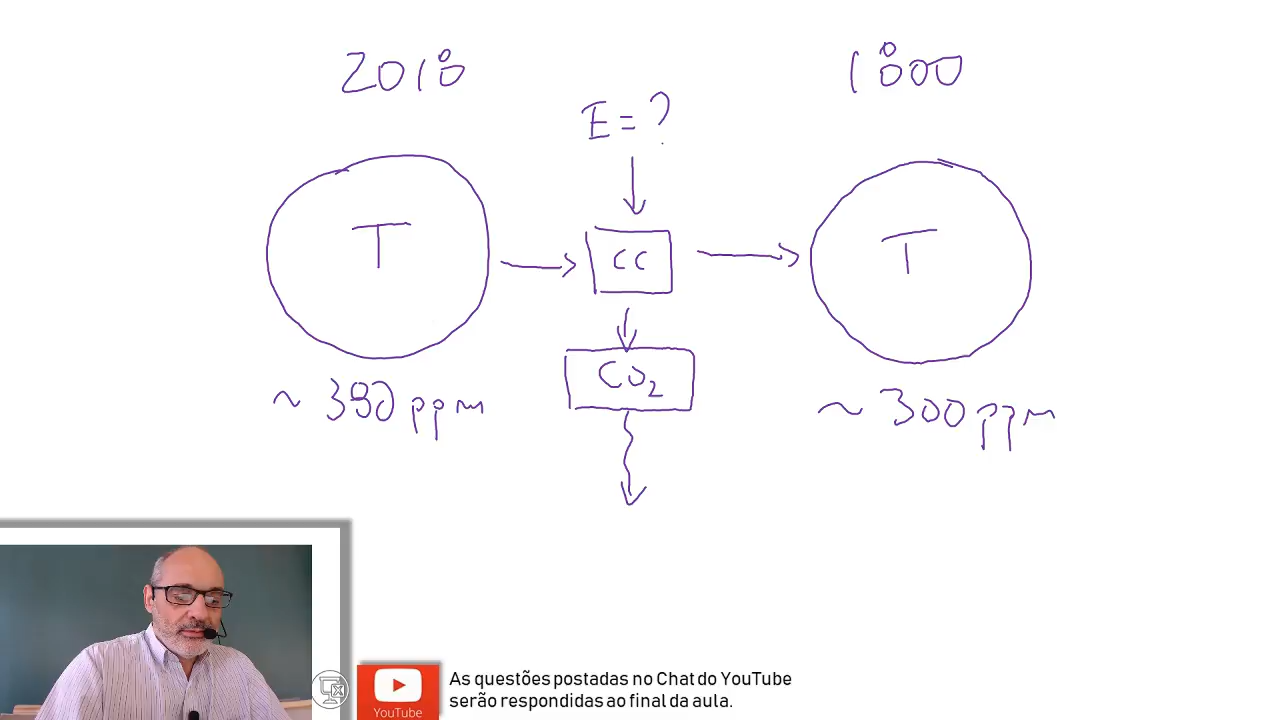 2018
1800
E = ?
T
CC
T
CO2
~ 390 ppm
~ 300 ppm
YouTube
As questões postadas no Chat do YouTube
serão respondidas ao final da aula.